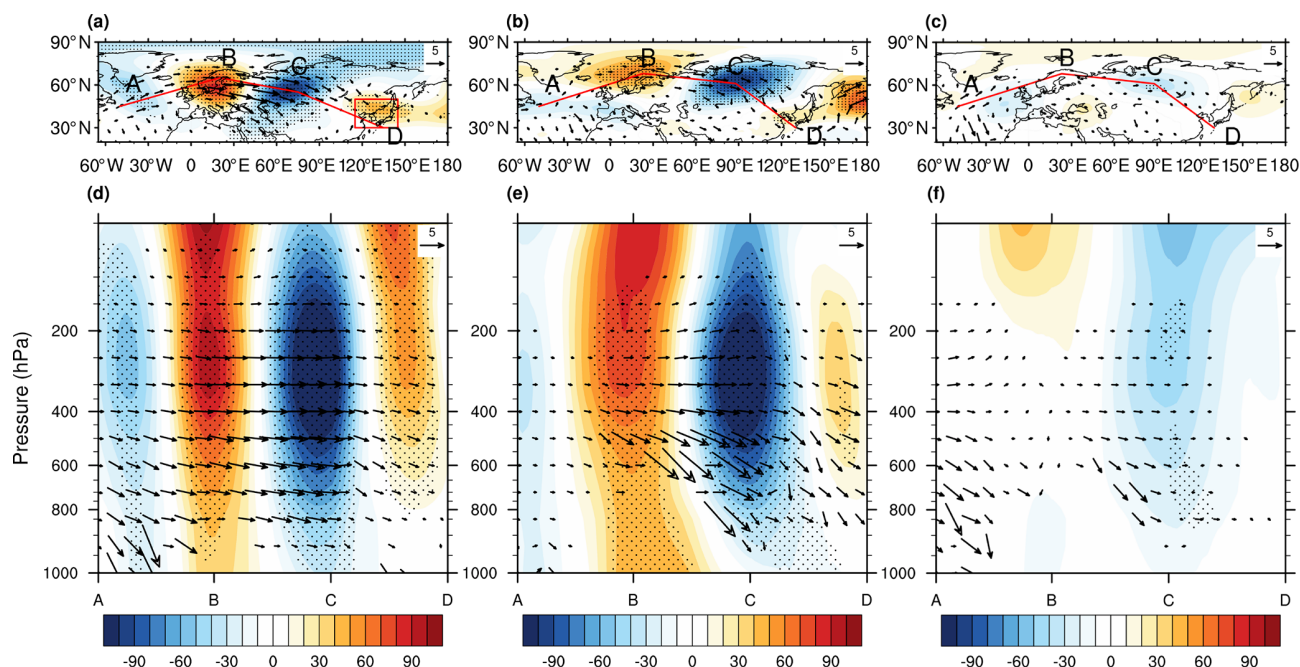 (a) (b) (c)
90°N 90°N 90°N
5 5 5
B B B
A C A C A C
60°N 60°N 60°N
30°N 30°N 30°N
D D D
60°W 30°W 0 30°E 60°E 90°E 120°E 150°E 180 60°W 30°W 0 30°E 60°E 90°E 120°E 150°E 180 60°W 30°W 0 30°E 60°E 90°E 120°E 150°E 180
(d) (e) (f)
5 5 5
Pressure (hPa)
200 200 200
400 400 400
600 600 600
800 800 800
1000 1000 1000
A B C D A B C D A B C D
-90 -60 -30 0 30 60 90 -90 -60 -30 0 30 60 90 -90 -60 -30 0 30 60 90